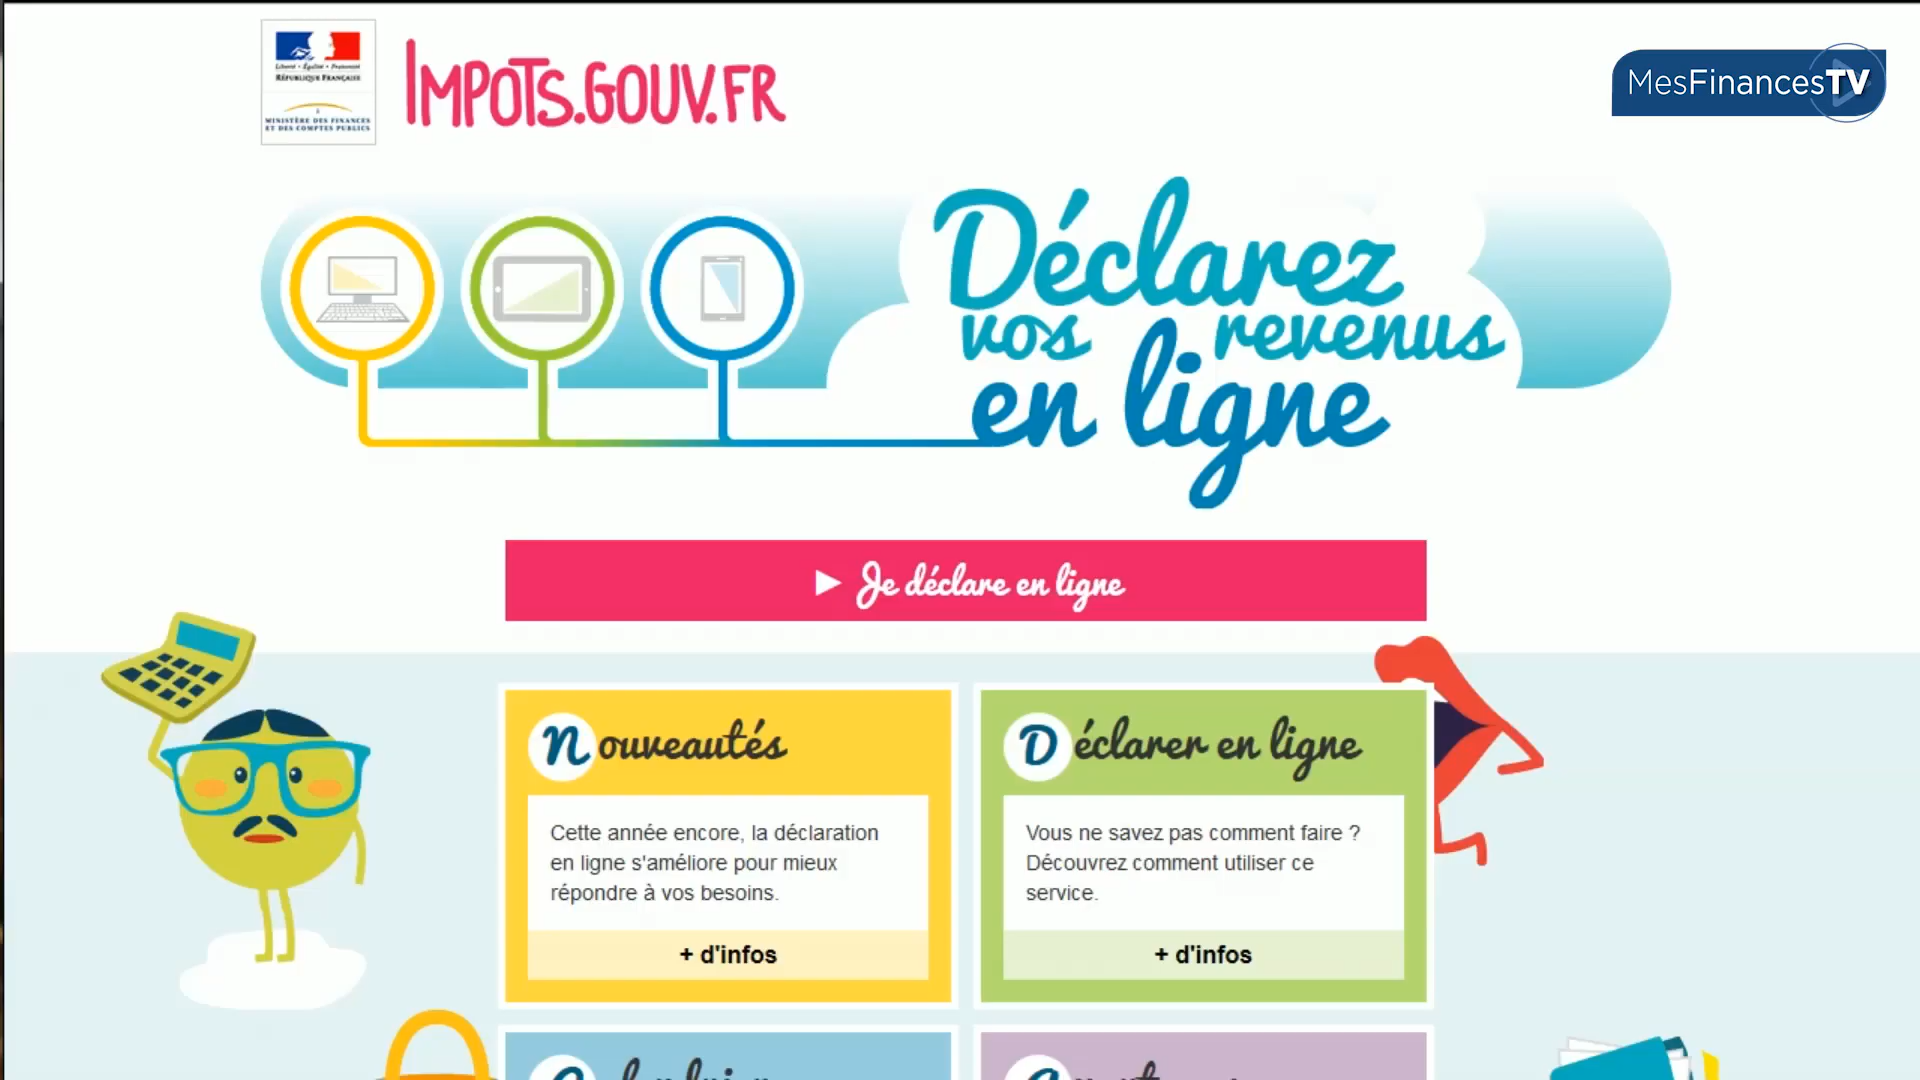 Liberté • Égalité • Fraternité
RÉPUBLIQUE FRANÇAISE
MINISTÈRE DES FINANCES
ET DES COMPTES PUBLICS
IMPOTS.GOUV.FR
MesFinancesTV
Déclarez
vos revenus
en ligne
► Je déclare en ligne
Nouveautés
Cette année encore, la déclaration
en ligne s'améliore pour mieux
répondre à vos besoins.
+ d'infos
Déclarer en ligne
Vous ne savez pas comment faire ?
Découvrez comment utiliser ce
service.
+ d'infos